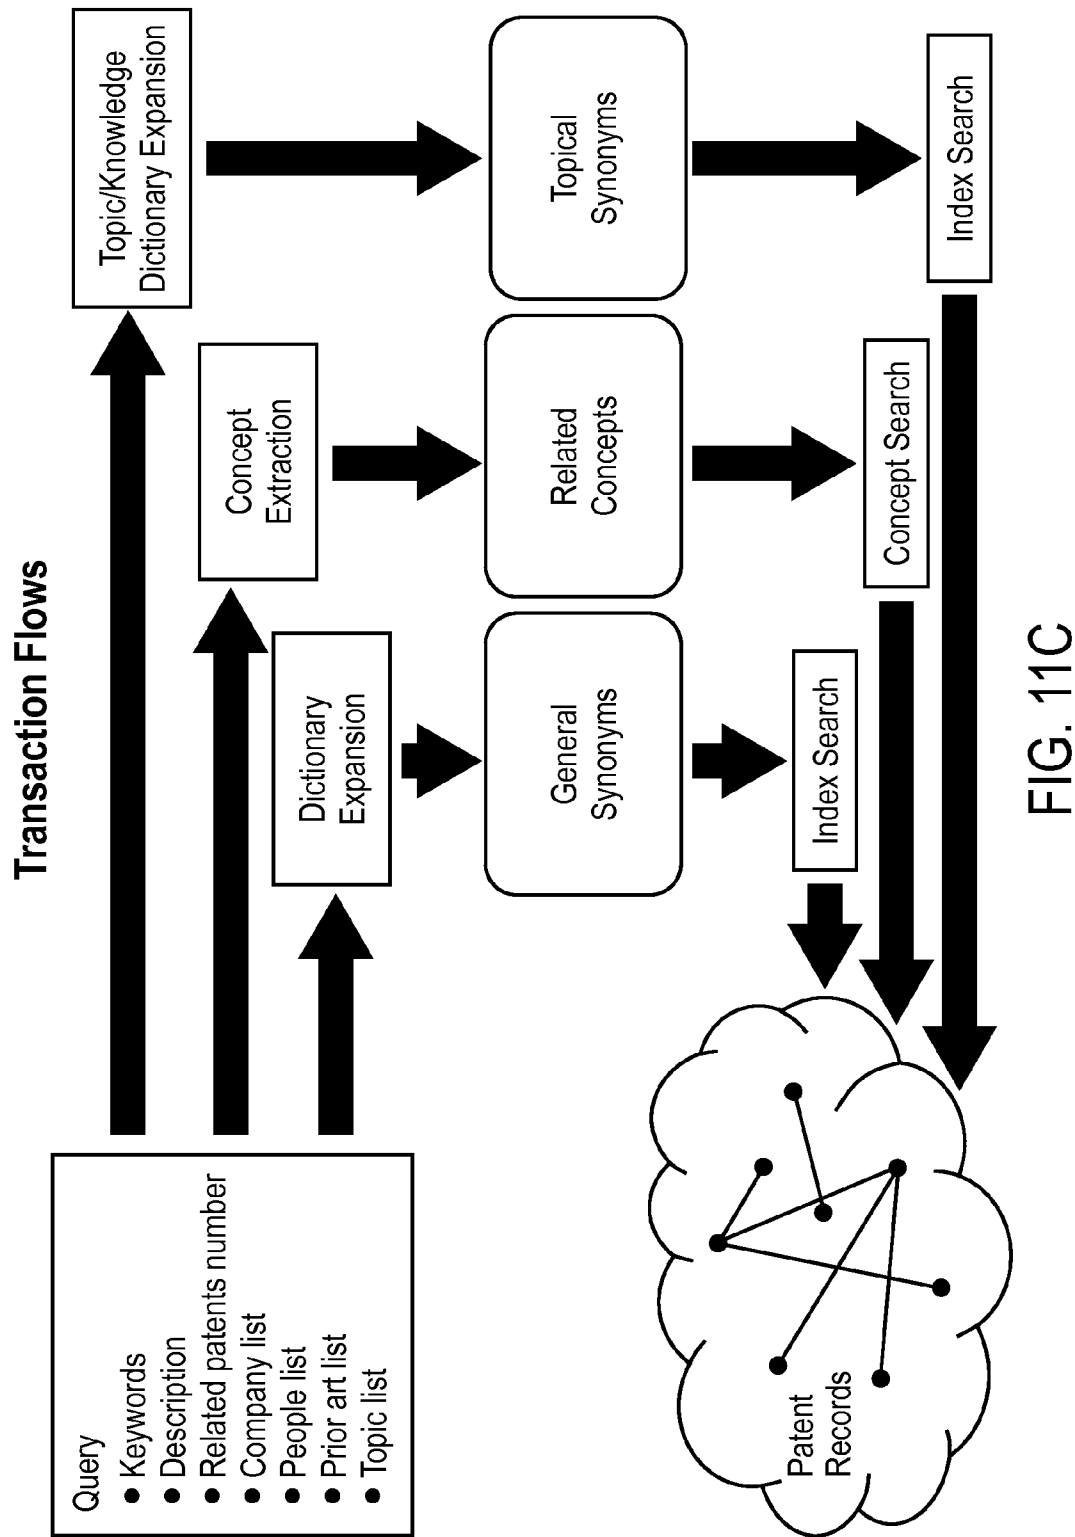 Transaction Flows
Query
● Keywords
● Description
● Related patents number
● Company list
● People list
● Prior art list
● Topic list
Topic/Knowledge
Dictionary Expansion
Concept
Extraction
Dictionary
Expansion
General
Synonyms
Related
Concepts
Topical
Synonyms
Index Search
Concept Search
Index Search
Patent
Records
FIG. 11C